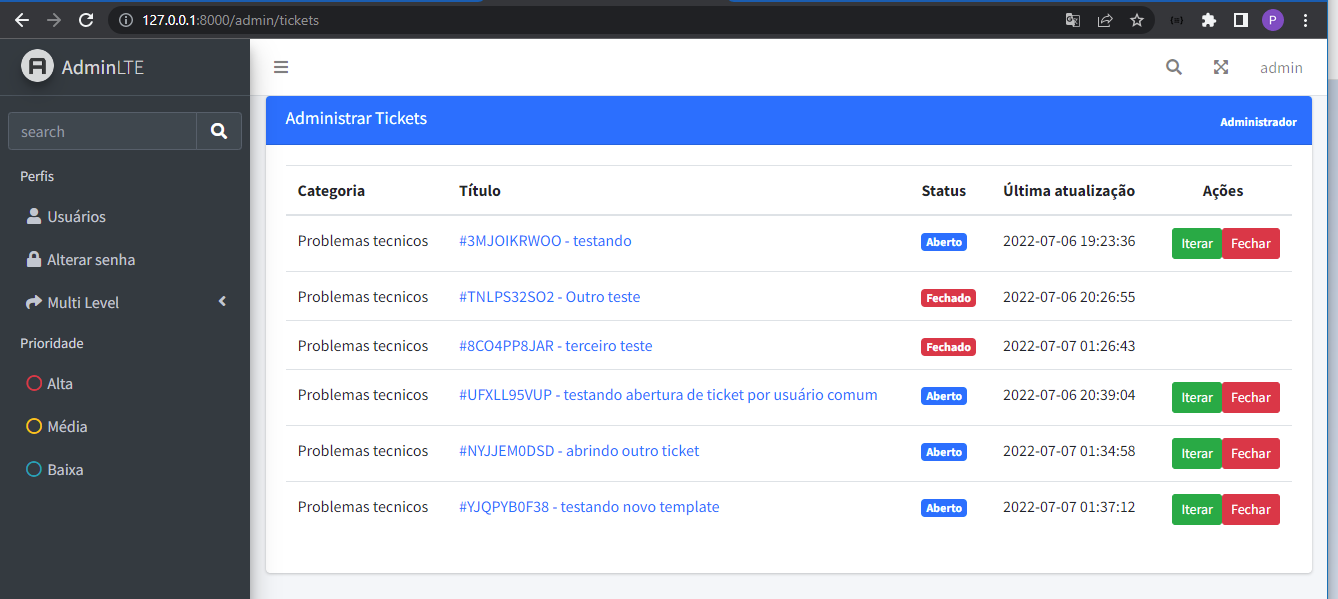 127.0.0.1:8000/admin/tickets
P
AdminLTE
admin
search
Perfis
Usuários
Alterar senha
Multi Level
Prioridade
Alta
Média
Baixa
Administrar Tickets Administrador
Categoria Título Status Última atualização Ações
Problemas tecnicos #3MJOIKRWOO - testando Aberto 2022-07-06 19:23:36 Iterar Fechar
Problemas tecnicos #TNLPS32SO2 - Outro teste Fechado 2022-07-06 20:26:55
Problemas tecnicos #8CO4PP8JAR - terceiro teste Fechado 2022-07-07 01:26:43
Problemas tecnicos #UFXLL95VUP - testando abertura de ticket por usuário comum Aberto 2022-07-06 20:39:04 Iterar Fechar
Problemas tecnicos #NYJJEM0DSD - abrindo outro ticket Aberto 2022-07-07 01:34:58 Iterar Fechar
Problemas tecnicos #YJQPYB0F38 - testando novo template Aberto 2022-07-07 01:37:12 Iterar Fechar